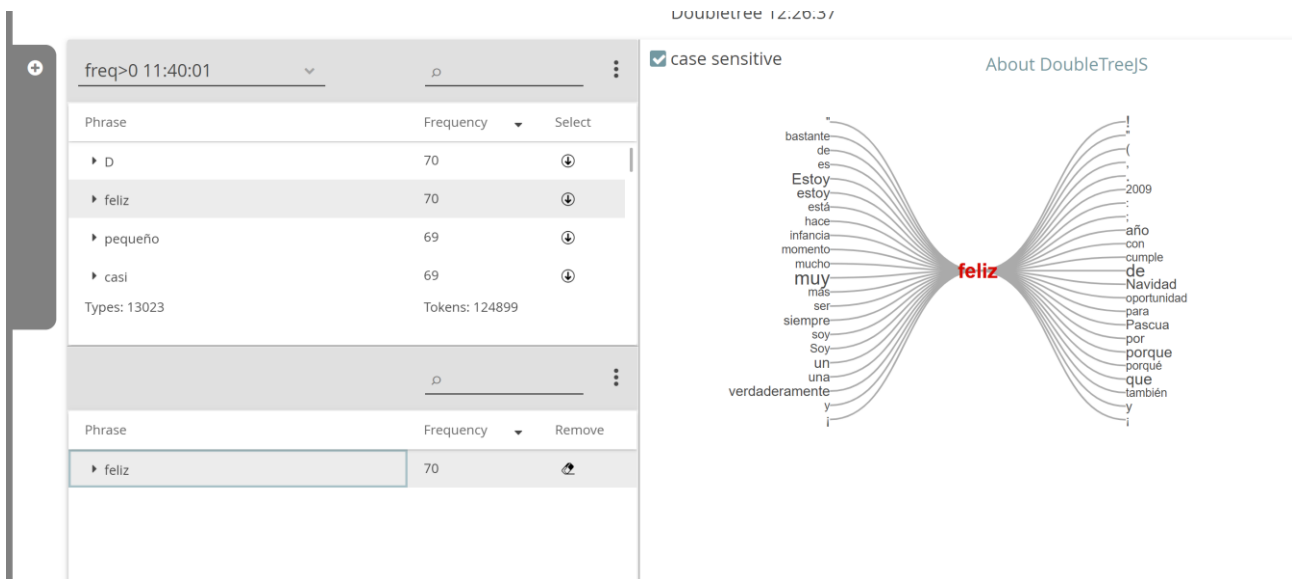 Doubletree 12:26:37
freq>0 11:40:01
Phrase Frequency Select
D 70
feliz 70
pequeño 69
casi 69
Types: 13023 Tokens: 124899
Phrase Frequency Remove
feliz 70
case sensitive
About DoubleTreeJS
"
bastante
de
es
Estoy
estoy
está
hace
infancia
momento
mucho
muy
más
ser
siempre
soy
Soy
un
una
verdaderamente
y
¡
feliz
!
"
(
,
.
2009
:
;
año
con
cumple
de
Navidad
oportunidad
para
Pascua
por
porque
porqué
que
también
y
¡